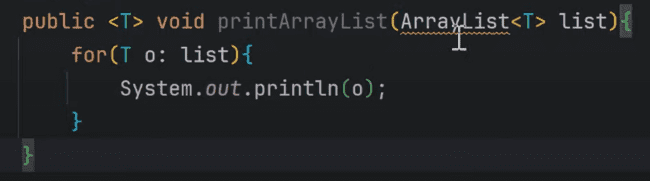 public <T> void printArrayList(ArrayList<T> list){
for(T o: list){
System.out.println(o);
}
}